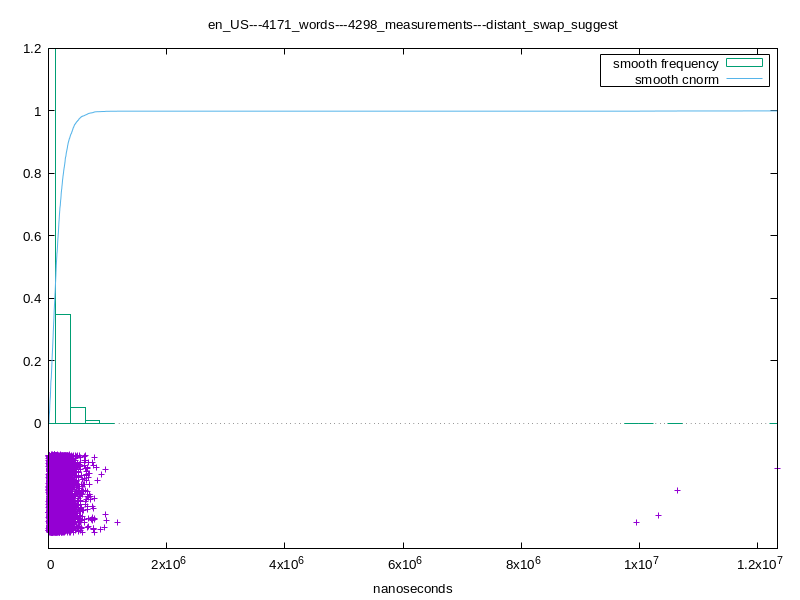 en_US---4171_words---4298_measurements---distant_swap_suggest
1.2
smooth frequency
smooth cnorm
1
0.8
0.6
0.4
0.2
0
0 2x10^6 4x10^6 6x10^6 8x10^6 1x10^7 1.2x10^7
nanoseconds